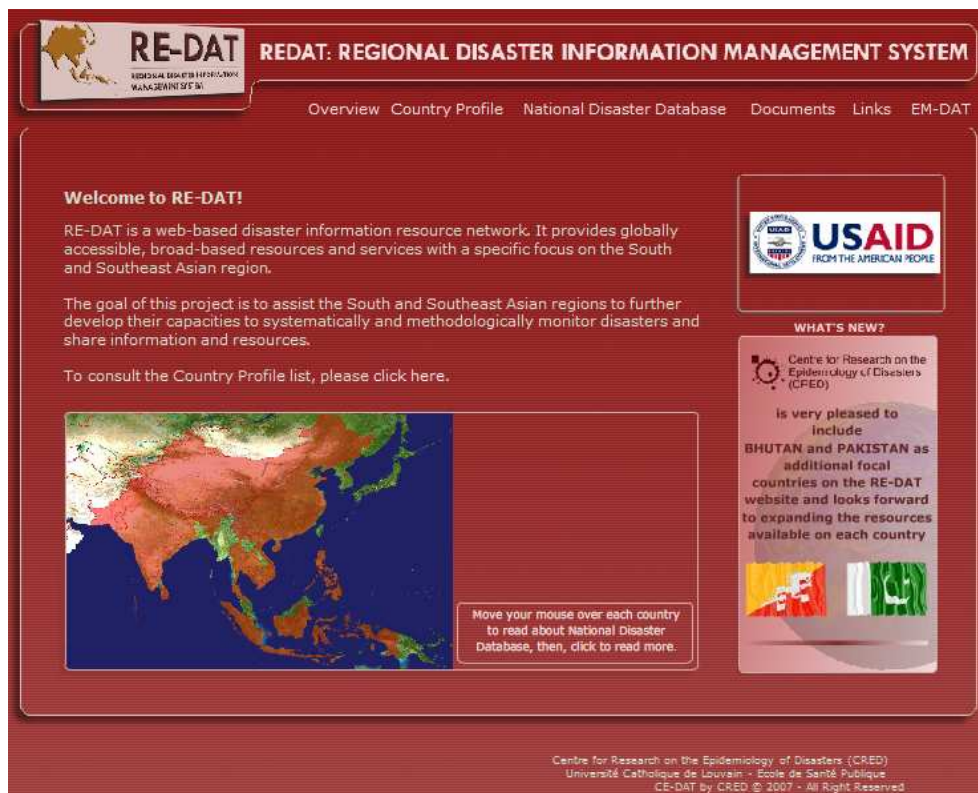 RE-DAT
REGIONAL DISASTER INFORMATION
MANAGEMENT SYSTEM
REDAT: REGIONAL DISASTER INFORMATION MANAGEMENT SYSTEM
Overview Country Profile National Disaster Database Documents Links EM-DAT
Welcome to RE-DAT!
RE-DAT is a web-based disaster information resource network. It provides globally
accessible, broad-based resources and services with a specific focus on the South
and Southeast Asian region.
The goal of this project is to assist the South and Southeast Asian regions to further
develop their capacities to systematically and methodologically monitor disasters and
share information and resources.
To consult the Country Profile list, please click here.
Move your mouse over each country
to read about National Disaster
Database, then, click to read more.
USAID
USAID
FROM THE AMERICAN PEOPLE
WHAT'S NEW?
Centre for Research on the
Epidemiology of Disasters
(CRED)
is very pleased to
include
BHUTAN and PAKISTAN as
additional focal
countries on the RE-DAT
website and looks forward
to expanding the resources
available on each country
Centre for Research on the Epidemiology of Disasters (CRED)
Université Catholique de Louvain - Ecole de Santé Publique
CE-DAT by CRED © 2007 - All Right Reserved